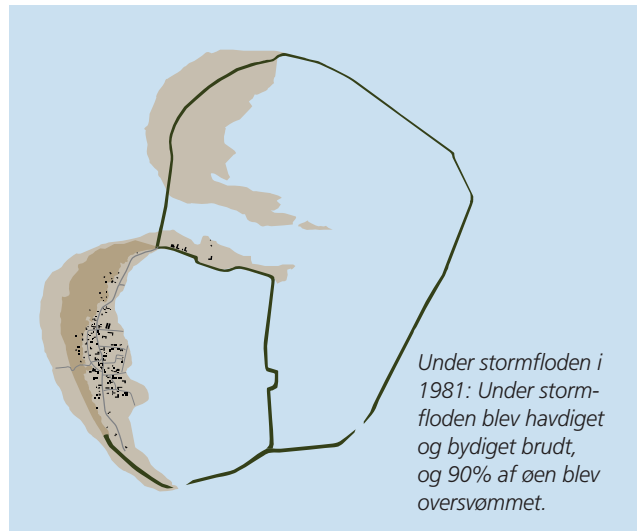 Under stormfloden i
1981: Under storm-
floden blev havdiget
og bydiget brudt,
og 90% af øen blev
oversvømmet.